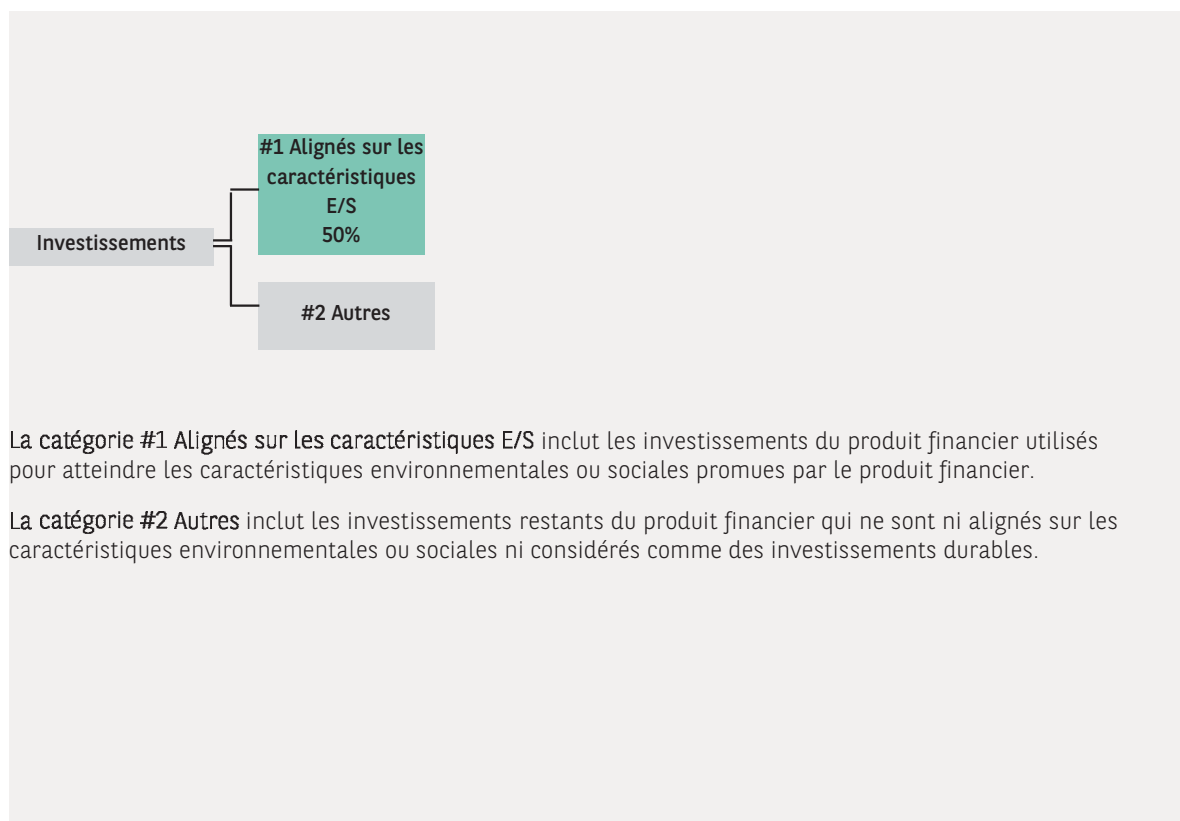 #1 Alignés sur les
caractéristiques
E/S
50%
Investissements
#2 Autres
La catégorie #1 Alignés sur les caractéristiques E/S inclut les investissements du produit financier utilisés
pour atteindre les caractéristiques environnementales ou sociales promues par le produit financier.
La catégorie #2 Autres inclut les investissements restants du produit financier qui ne sont ni alignés sur les
caractéristiques environnementales ou sociales ni considérés comme des investissements durables.